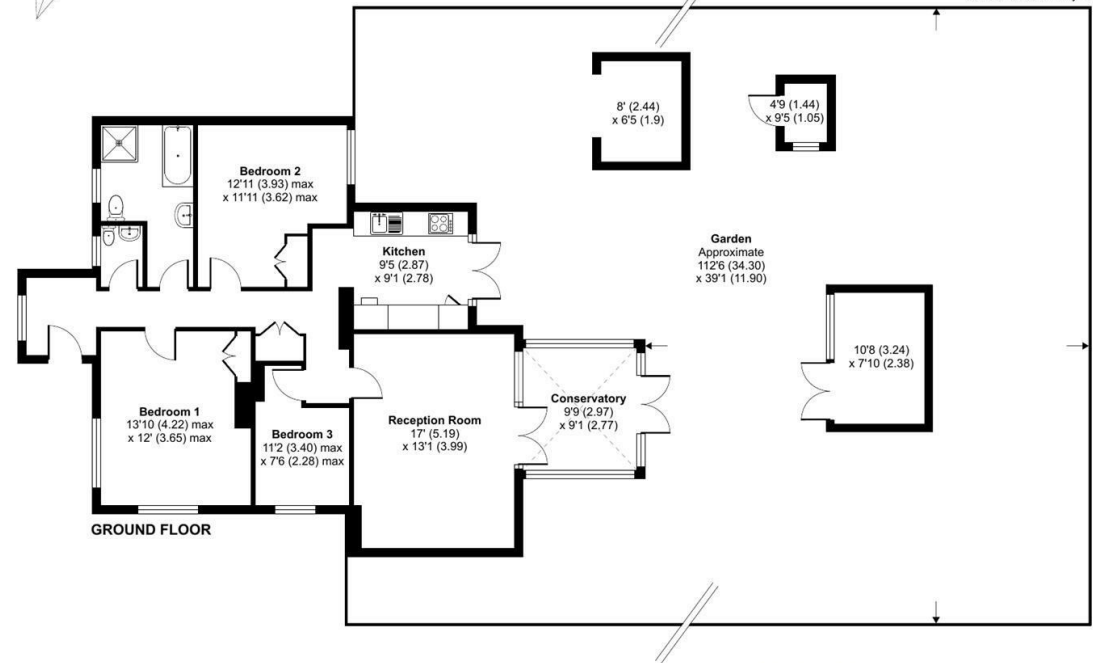 8' (2.44)
x 6'5 (1.9)
4'9 (1.44)
x 9'5 (1.05)
Bedroom 2
12'11 (3.93) max
x 11'11 (3.62) max
Kitchen
9'5 (2.87)
x 9'1 (2.78)
Garden
Approximate
112'6 (34.30)
x 39'1 (11.90)
10'8 (3.24)
x 7'10 (2.38)
Bedroom 1
13'10 (4.22) max
x 12' (3.65) max
Bedroom 3
11'2 (3.40) max
x 7'6 (2.28) max
Reception Room
17' (5.19)
x 13'1 (3.99)
Conservatory
9'9 (2.97)
x 9'1 (2.77)
GROUND FLOOR